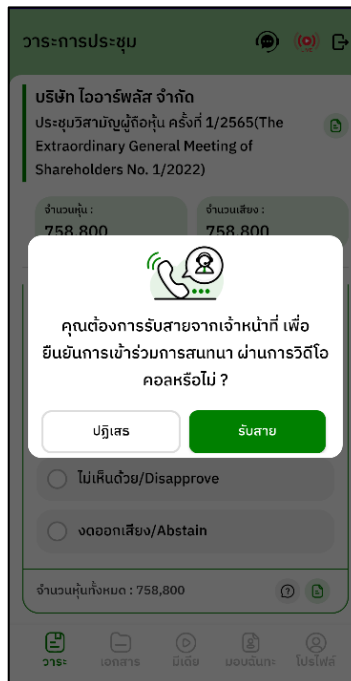 วาระการประชุม
บริษัท ไออาร์พลัส จำกัด
ประชุมวิสามัญผู้ถือหุ้น ครั้งที่ 1/2565(The
Extraordinary General Meeting of
Shareholders No. 1/2022)
จำนวนหุ้น :
758,800
จำนวนเสียง :
758,800
คุณต้องการรับสายจากเจ้าหน้าที่ เพื่อ
ยืนยันการเข้าร่วมการสนทนา ผ่านการวิดีโอ
คอลหรือไม่ ?
ปฏิเสธ
รับสาย
ไม่เห็นด้วย/Disapprove
งดออกเสียง/Abstain
จำนวนหุ้นทั้งหมด : 758,800
วาระ
เอกสาร
มีเดีย
มอบฉันทะ
โปรไฟล์